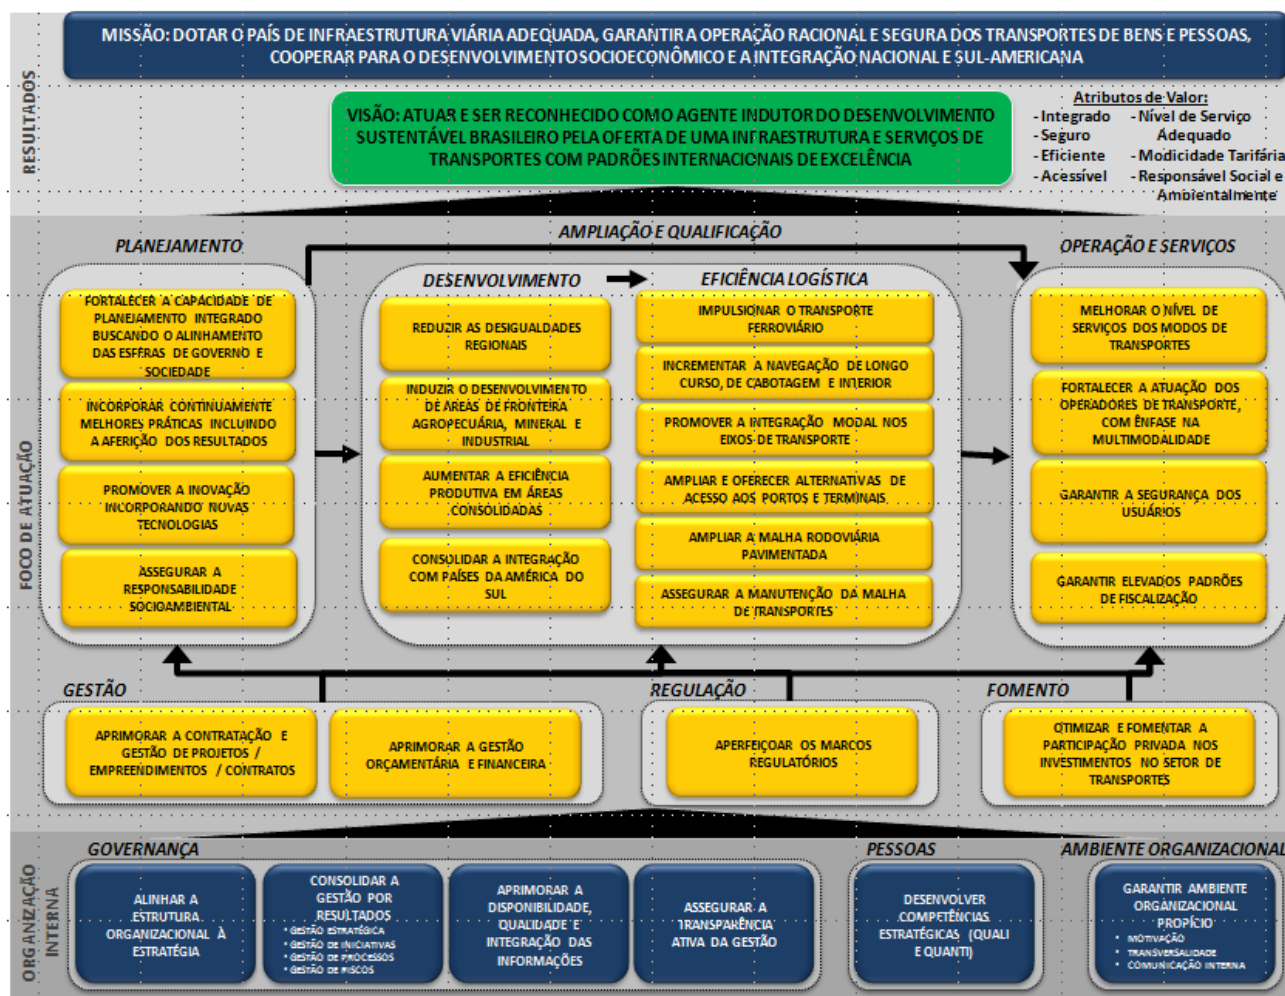 RESULTADOS
MISSÃO: DOTAR O PAÍS DE INFRAESTRUTURA VIÁRIA ADEQUADA, GARANTIR A OPERAÇÃO RACIONAL E SEGURA DOS TRANSPORTES DE BENS E PESSOAS,
COOPERAR PARA O DESENVOLVIMENTO SOCIOECONÔMICO E A INTEGRAÇÃO NACIONAL E SUL-AMERICANA
VISÃO: ATUAR E SER RECONHECIDO COMO AGENTE INDUTOR DO DESENVOLVIMENTO
SUSTENTÁVEL BRASILEIRO PELA OFERTA DE UMA INFRAESTRUTURA E SERVIÇOS DE
TRANSPORTES COM PADRÕES INTERNACIONAIS DE EXCELÊNCIA
Atributos de Valor:
- Integrado
- Seguro
- Eficiente
- Acessível
- Nível de Serviço
Adequado
- Modicidade Tarifária
- Responsável Social e
Ambientalmente
FOCO DE ATUAÇÃO
AMPLIAÇÃO E QUALIFICAÇÃO
PLANEJAMENTO
FORTALECER A CAPACIDADE DE
PLANEJAMENTO INTEGRADO
BUSCANDO O ALINHAMENTO
DAS ESFERAS DE GOVERNO E
SOCIEDADE
INCORPORAR CONTINUAMENTE
MELHORES PRÁTICAS INCLUINDO
A AFERIÇÃO DOS RESULTADOS
PROMOVER A INOVAÇÃO
INCORPORANDO NOVAS
TECNOLOGIAS
ASSEGURAR A
RESPONSABILIDADE
SOCIOAMBIENTAL
DESENVOLVIMENTO
REDUZIR AS DESIGUALDADES
REGIONAIS
INDUZIR O DESENVOLVIMENTO
DE ÁREAS DE FRONTEIRA
AGROPECUÁRIA, MINERAL E
INDUSTRIAL
AUMENTAR A EFICIÊNCIA
PRODUTIVA EM ÁREAS
CONSOLIDADAS
CONSOLIDAR A INTEGRAÇÃO
COM PAÍSES DA AMÉRICA DO
SUL
EFICIÊNCIA LOGÍSTICA
IMPULSIONAR O TRANSPORTE
FERROVIÁRIO
INCREMENTAR A NAVEGAÇÃO DE LONGO
CURSO, DE CABOTAGEM E INTERIOR
PROMOVER A INTEGRAÇÃO MODAL NOS
EIXOS DE TRANSPORTE
AMPLIAR E OFERECER ALTERNATIVAS DE
ACESSO AOS PORTOS E TERMINAIS
AMPLIAR A MALHA RODOVIÁRIA
PAVIMENTADA
ASSEGURAR A MANUTENÇÃO DA MALHA
DE TRANSPORTES
OPERAÇÃO E SERVIÇOS
MELHORAR O NÍVEL DE
SERVIÇOS DOS MODOS DE
TRANSPORTES
FORTALECER A ATUAÇÃO DOS
OPERADORES DE TRANSPORTE,
COM ÊNFASE NA
MULTIMODALIDADE
GARANTIR A SEGURANÇA DOS
USUÁRIOS
GARANTIR ELEVADOS PADRÕES
DE FISCALIZAÇÃO
GESTÃO
APRIMORAR A CONTRATAÇÃO E
GESTÃO DE PROJETOS /
EMPREENDIMENTOS / CONTRATOS
APRIMORAR A GESTÃO
ORÇAMENTÁRIA E FINANCEIRA
REGULAÇÃO
APERFEIÇOAR OS MARCOS
REGULATÓRIOS
FOMENTO
OTIMIZAR E FOMENTAR A
PARTICIPAÇÃO PRIVADA NOS
INVESTIMENTOS NO SETOR DE
TRANSPORTES
ORGANIZAÇÃO
INTERNA
GOVERNANÇA
ALINHAR A
ESTRUTURA
ORGANIZACIONAL À
ESTRATÉGIA
CONSOLIDAR A
GESTÃO POR
RESULTADOS
• GESTÃO ESTRATÉGICA
• GESTÃO DE INICIATIVAS
• GESTÃO DE PROCESSOS
• GESTÃO DE RISCOS
APRIMORAR A
DISPONIBILIDADE,
QUALIDADE E
INTEGRAÇÃO DAS
INFORMAÇÕES
ASSEGURAR A
TRANSPARÊNCIA
ATIVA DA GESTÃO
PESSOAS
DESENVOLVER
COMPETÊNCIAS
ESTRATÉGICAS (QUALI
E QUANTI)
AMBIENTE ORGANIZACIONAL
GARANTIR AMBIENTE
ORGANIZACIONAL
PROPÍCIO
• MOTIVAÇÃO
• TRANSVERSALIDADE
• COMUNICAÇÃO INTERNA